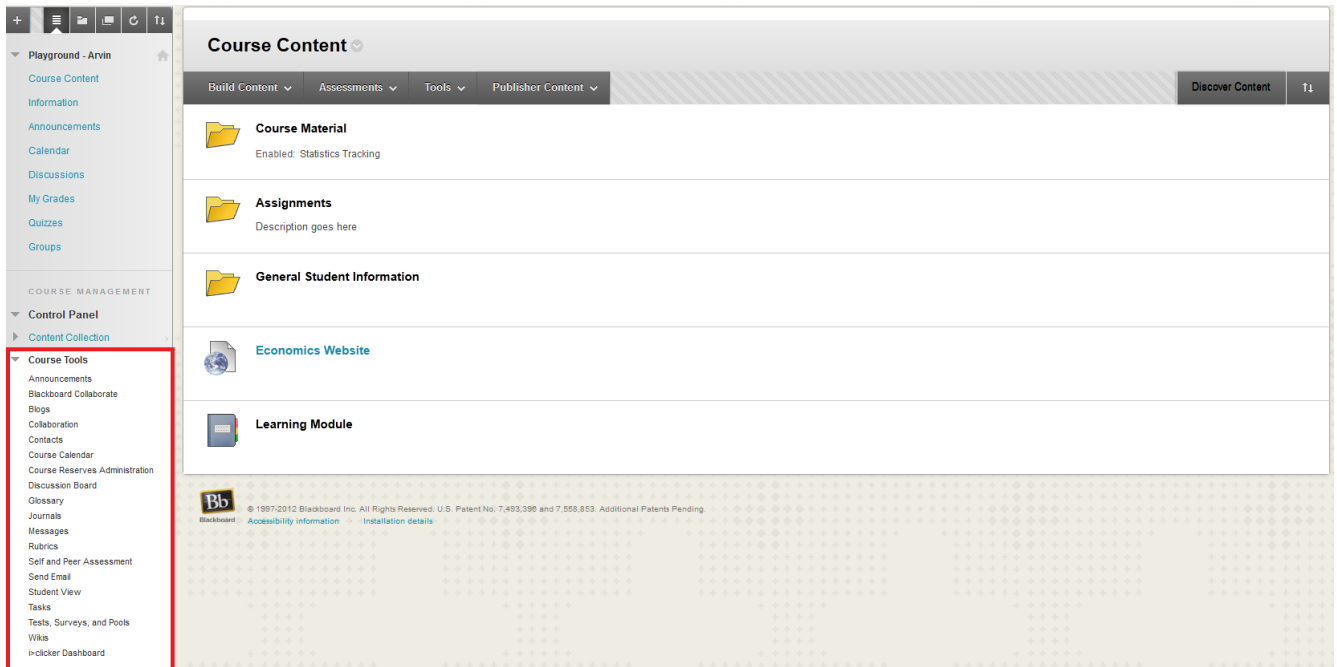 Playground - Arvin
Course Content
Information
Announcements
Calendar
Discussions
My Grades
Quizzes
Groups
COURSE MANAGEMENT
Control Panel
Content Collection
Course Tools
Announcements
Blackboard Collaborate
Blogs
Collaboration
Contacts
Course Calendar
Course Reserves Administration
Discussion Board
Glossary
Journals
Messages
Rubrics
Self and Peer Assessment
Send Email
Student View
Tasks
Tests, Surveys, and Pools
Wikis
i>clicker Dashboard
Course Content
Build Content Assessments Tools Publisher Content Discover Content
Course Material
Enabled: Statistics Tracking
Assignments
Description goes here
General Student Information
Economics Website
Learning Module
Bb
Blackboard
© 1997-2012 Blackboard Inc. All Rights Reserved. U.S. Patent No. 7,493,396 and 7,558,853. Additional Patents Pending.
Accessibility information Installation details